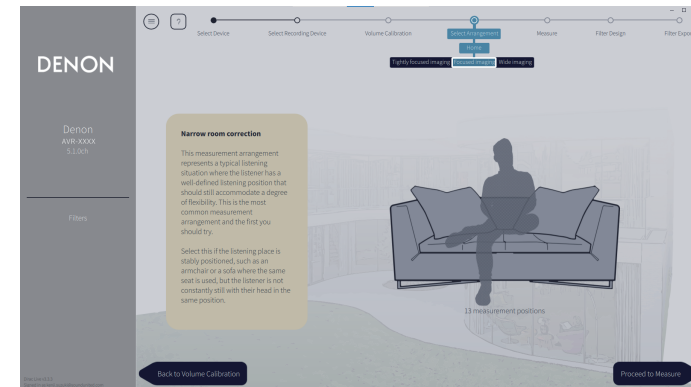 ?
Select Device
Select Recording Device
Volume Calibration
Select Arrangement
Measure
Filter Design
Filter Expor
Home
Tightly focused imaging
Focused imaging
Wide imaging
DENON
Denon
AVR-XXXX
5.1.0ch
Filters
Narrow room correction
This measurement arrangement
represents a typical listening
situation where the listener has a
well-defined listening position that
should still accommodate a degree
of flexibility. This is the most
common measurement
arrangement and the first you
should try.
Select this if the listening place is
stably positioned, such as an
armchair or a sofa where the same
seat is used, but the listener is not
constantly still with their head in the
same position.
13 measurement positions
Back to Volume Calibration
Proceed to Measure